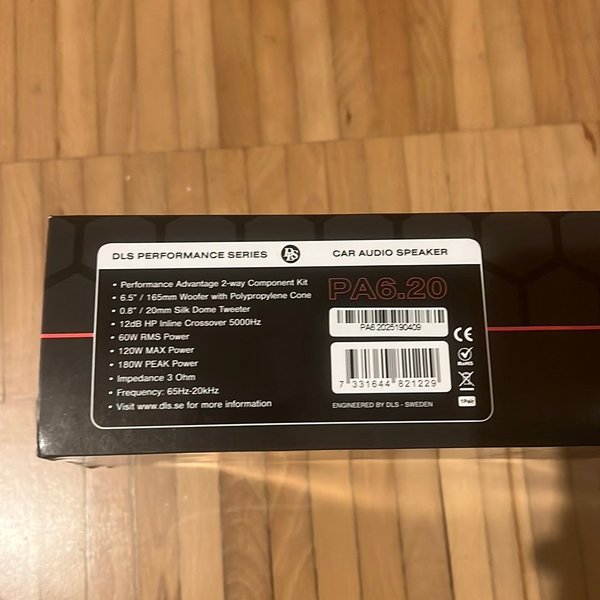 DLS PERFORMANCE SERIES
DLS
CAR AUDIO SPEAKER
• Performance Advantage 2-way Component Kit
• 6.5" / 165mm Woofer with Polypropylene Cone
• 0.8" / 20mm Silk Dome Tweeter
• 12dB HP Inline Crossover 5000Hz
• 60W RMS Power
• 120W MAX Power
• 180W PEAK Power
• Impedance 3 Ohm
• Frequency: 65Hz-20kHz
• Visit www.dls.se for more information
PA6.20
PA6.2025190409
7 331644 821229
ENGINEERED BY DLS - SWEDEN
CE
1Pair